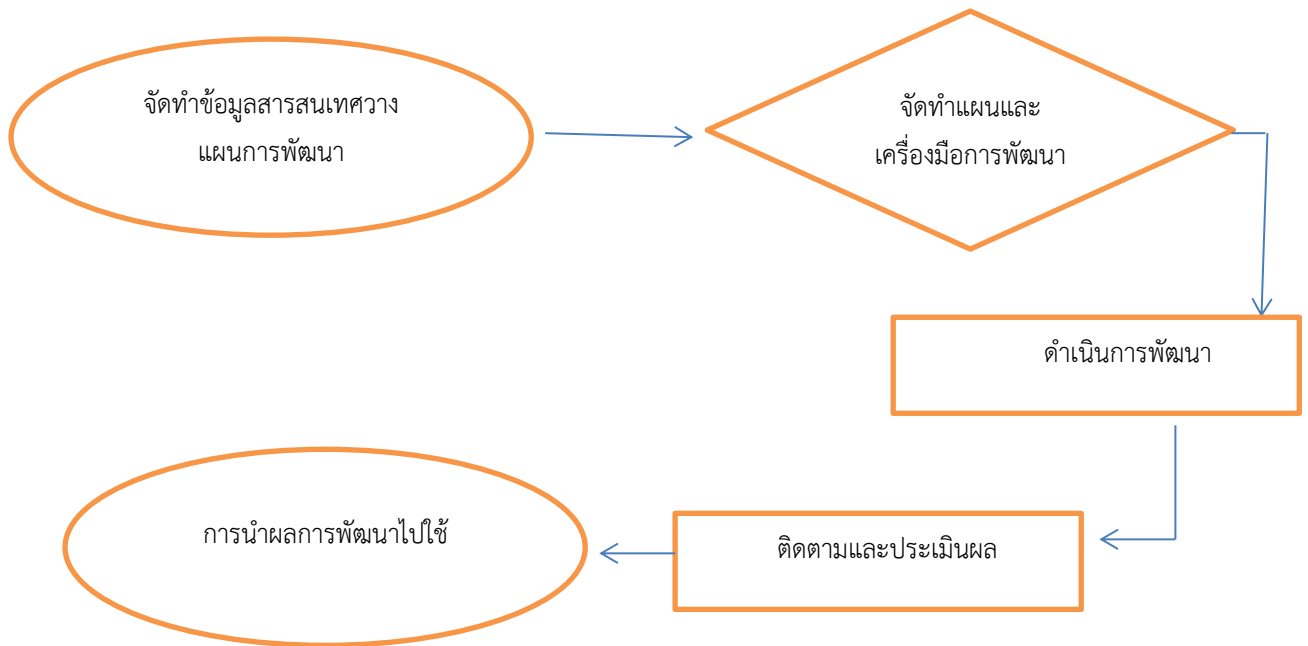 จัดทำข้อมูลสารสนเทศวาง
แผนการพัฒนา
จัดทำแผนและ
เครื่องมือการพัฒนา
ดำเนินการพัฒนา
ติดตามและประเมินผล
การนำผลการพัฒนาไปใช้